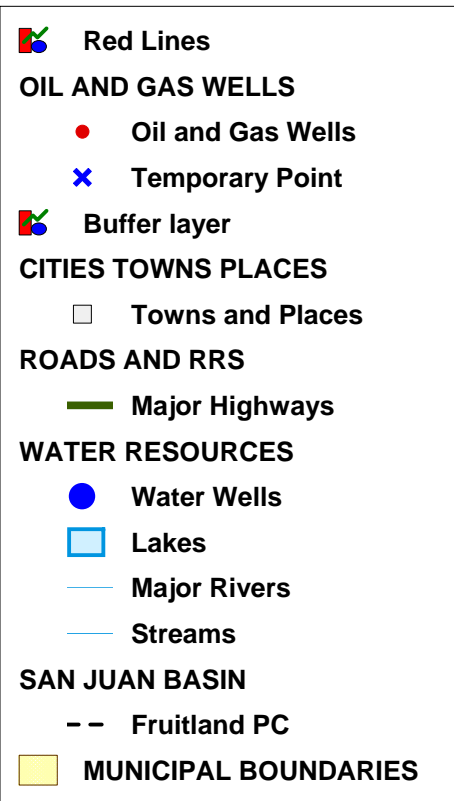 Red Lines
OIL AND GAS WELLS
Oil and Gas Wells
Temporary Point
Buffer layer
CITIES TOWNS PLACES
Towns and Places
ROADS AND RRS
Major Highways
WATER RESOURCES
Water Wells
Lakes
Major Rivers
Streams
SAN JUAN BASIN
Fruitland PC
MUNICIPAL BOUNDARIES